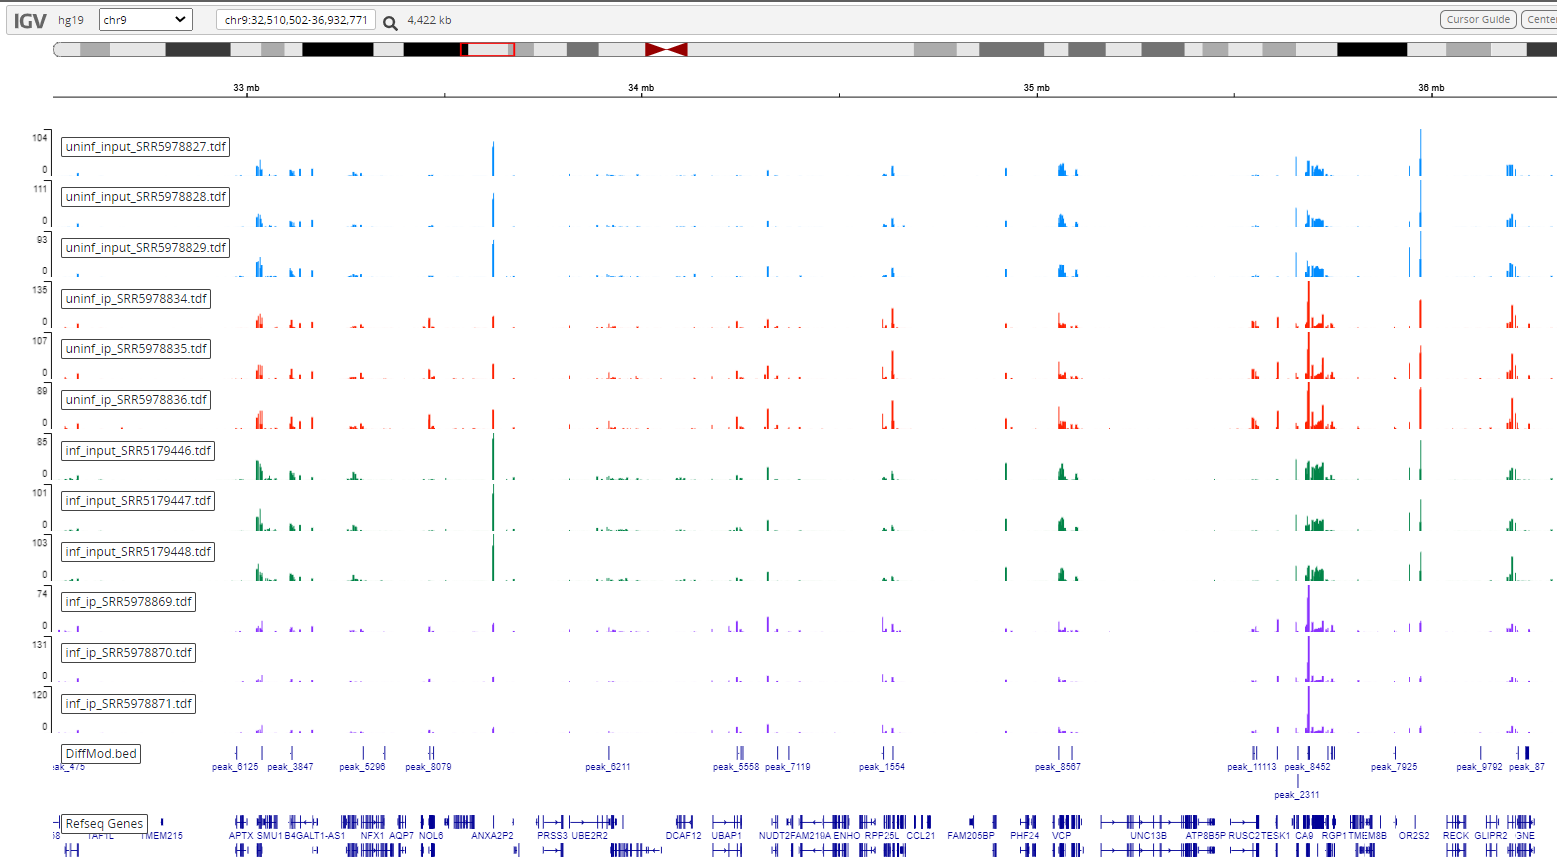 IGV hg19 chr9 chr9:32,510,502-36,932,771 4,422 kb Cursor Guide Cente
33 mb 34 mb 35 mb 36 mb
104
uninf_input_SRR5978827.tdf
0
111
uninf_input_SRR5978828.tdf
0
93
uninf_input_SRR5978829.tdf
0
135
uninf_ip_SRR5978834.tdf
0
107
uninf_ip_SRR5978835.tdf
0
89
uninf_ip_SRR5978836.tdf
0
85
inf_input_SRR5179446.tdf
0
101
inf_input_SRR5179447.tdf
0
103
inf_input_SRR5179448.tdf
0
74
inf_ip_SRR5978869.tdf
0
131
inf_ip_SRR5978870.tdf
0
120
inf_ip_SRR5978871.tdf
0
DiffMod.bed
ak_475 peak_6125 peak_3847 peak_5296 peak_8079 peak_6211 peak_5558 peak_7119 peak_1554 peak_8567 peak_11113 peak_8452 peak_7925 peak_9792 peak_87
peak_2311
Refseq Genes
TAF1L TMEM215 APTX SMU1 B4GALT1-AS1 NFX1 AQP7 NOL6 ANXA2P2 PRSS3 UBE2R2 DCAF12 UBAP1 NUDT2 FAM219A ENHO RPP25L CCL21 FAM205BP PHF24 VCP UNC13B ATP8B5P RUSC2 TESK1 CA9 RGP1 TMEM8B OR2S2 RECK GLIPR2 GNE